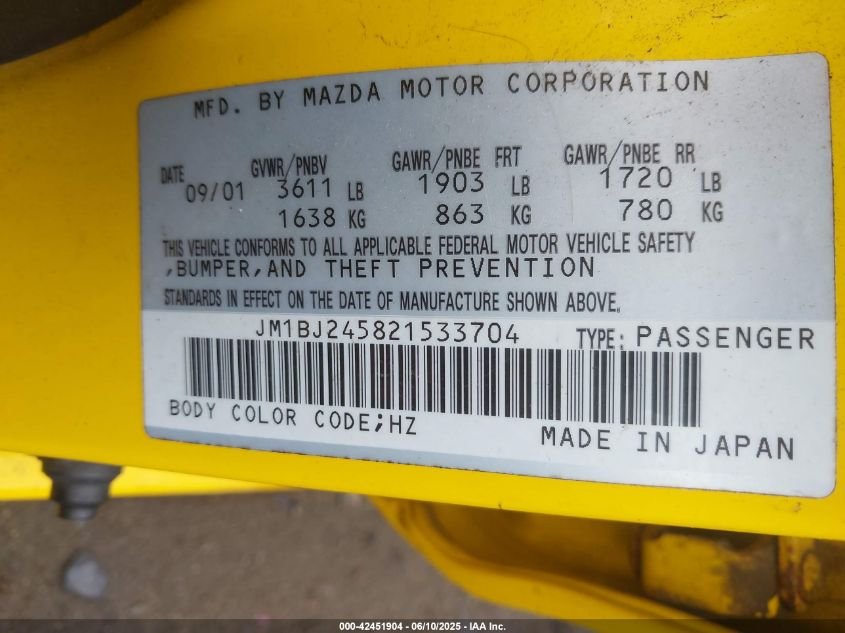 MFD. BY MAZDA MOTOR CORPORATION
DATE GVWR/PNBV GAWR/PNBE FRT GAWR/PNBE RR
09/01 3611 LB 1903 LB 1720 LB
1638 KG 863 KG 780 KG
THIS VEHICLE CONFORMS TO ALL APPLICABLE FEDERAL MOTOR VEHICLE SAFETY
,BUMPER,AND THEFT PREVENTION
STANDARDS IN EFFECT ON THE DATE OF MANUFACTURE SHOWN ABOVE.
JM1BJ245821533704 TYPE: PASSENGER
BODY COLOR CODE;HZ
MADE IN JAPAN
000-42451904 - 06/10/2025 - IAA Inc.